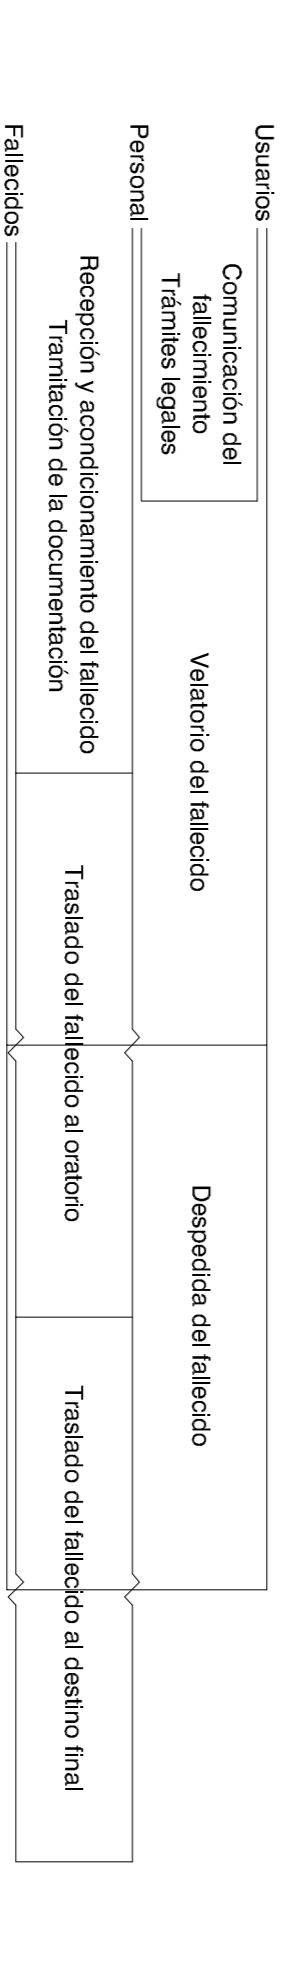 Usuarios
Comunicación del
fallecimiento
Trámites legales
Velatorio del fallecido
Despedida del fallecido
Personal
Recepción y acondicionamiento del fallecido
Tramitación de la documentación
Traslado del fallecido al oratorio
Traslado del fallecido al destino final
Fallecidos